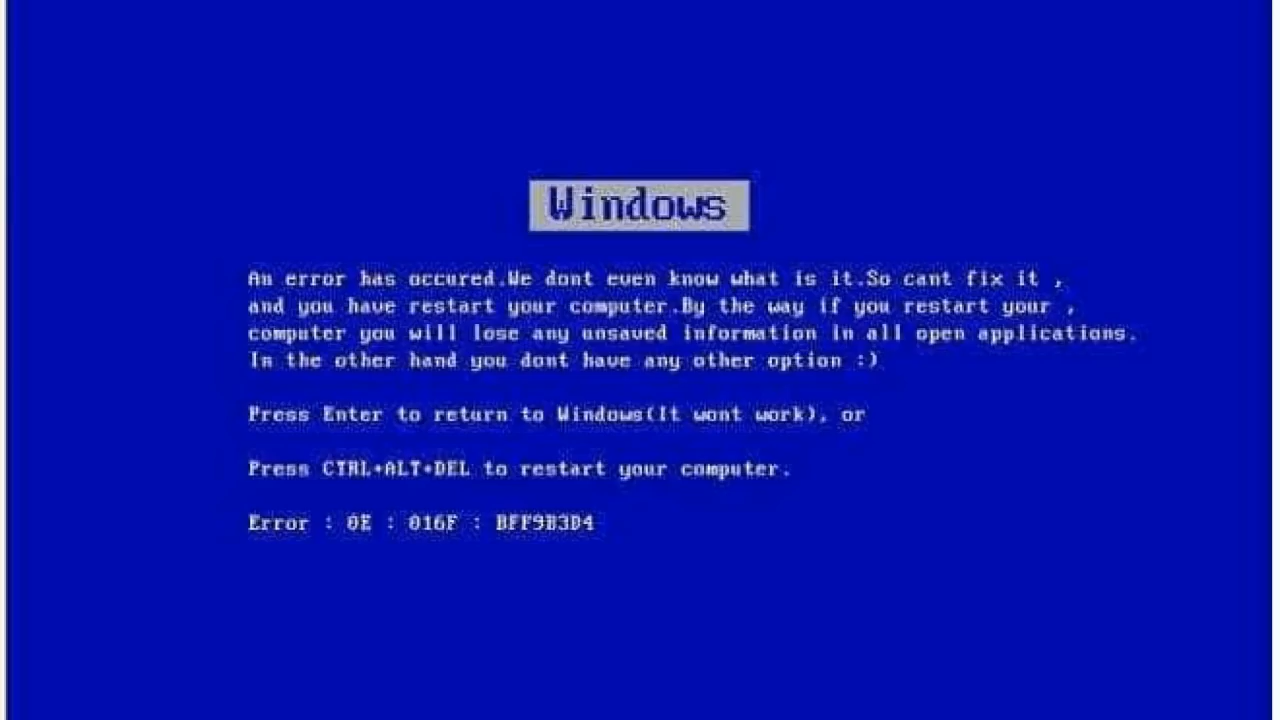 Windows
An error has occured.We dont even know what is it.So cant fix it ,
and you have restart your computer.By the way if you restart your ,
computer you will lose any unsaved information in all open applications.
In the other hand you dont have any other option :)
Press Enter to return to Windows(It wont work), or
Press CTRL+ALT+DEL to restart your computer.
Error : 0E : 016F : BFF9B3D4